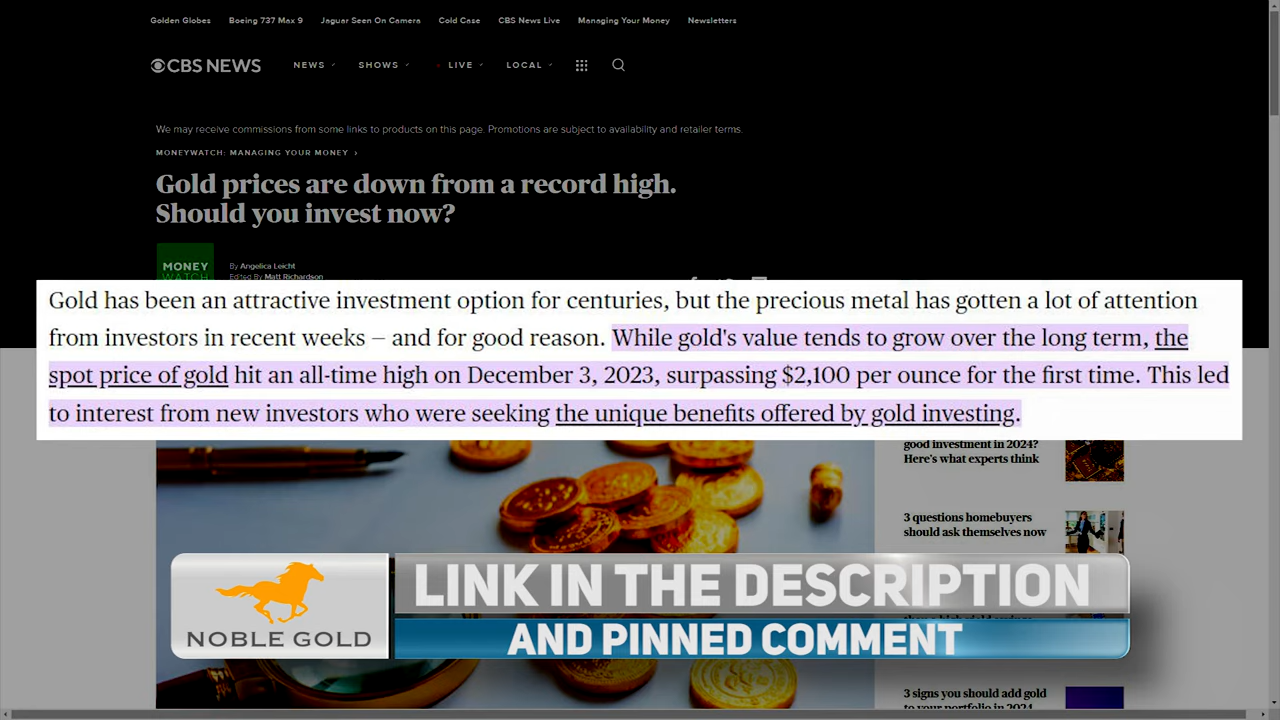 Golden Globes Boeing 737 Max 9 Jaguar Seen On Camera Cold Case CBS News Live Managing Your Money Newsletters
CBS NEWS NEWS SHOWS LIVE LOCAL
We may receive commissions from some links to products on this page. Promotions are subject to availability and retailer terms.
MONEYWATCH: MANAGING YOUR MONEY ›
Gold prices are down from a record high.
Should you invest now?
MONEY
WATCH
By Angelica Leicht
Edited By Matt Richardson
Gold has been an attractive investment option for centuries, but the precious metal has gotten a lot of attention
from investors in recent weeks – and for good reason. While gold's value tends to grow over the long term, the
spot price of gold hit an all-time high on December 3, 2023, surpassing $2,100 per ounce for the first time. This led
to interest from new investors who were seeking the unique benefits offered by gold investing.
good investment in 2024?
Here's what experts think
3 questions homebuyers
should ask themselves now
LINK IN THE DESCRIPTION
NOBLE GOLD
AND PINNED COMMENT
3 signs you should add gold
to your portfolio in 2024